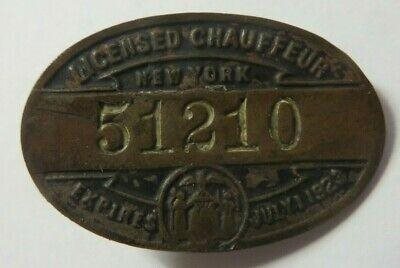 LICENSED CHAUFFEUR
NEW YORK
51210
EXPIRES JULY 1